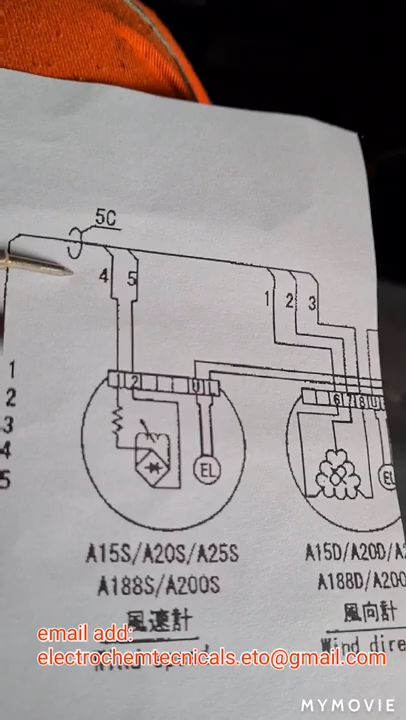 5C
4 5 1 2 3
1
2
3
4
5
1 2 U 6 7 8 U
EL EL
A15S/A20S/A25S
A188S/A200S
風速計
A15D/A20D/A2
A188D/A200
風向計
Wind dire
email add:
electrochemtecnicals.eto@gmail.com
MYMOVIE